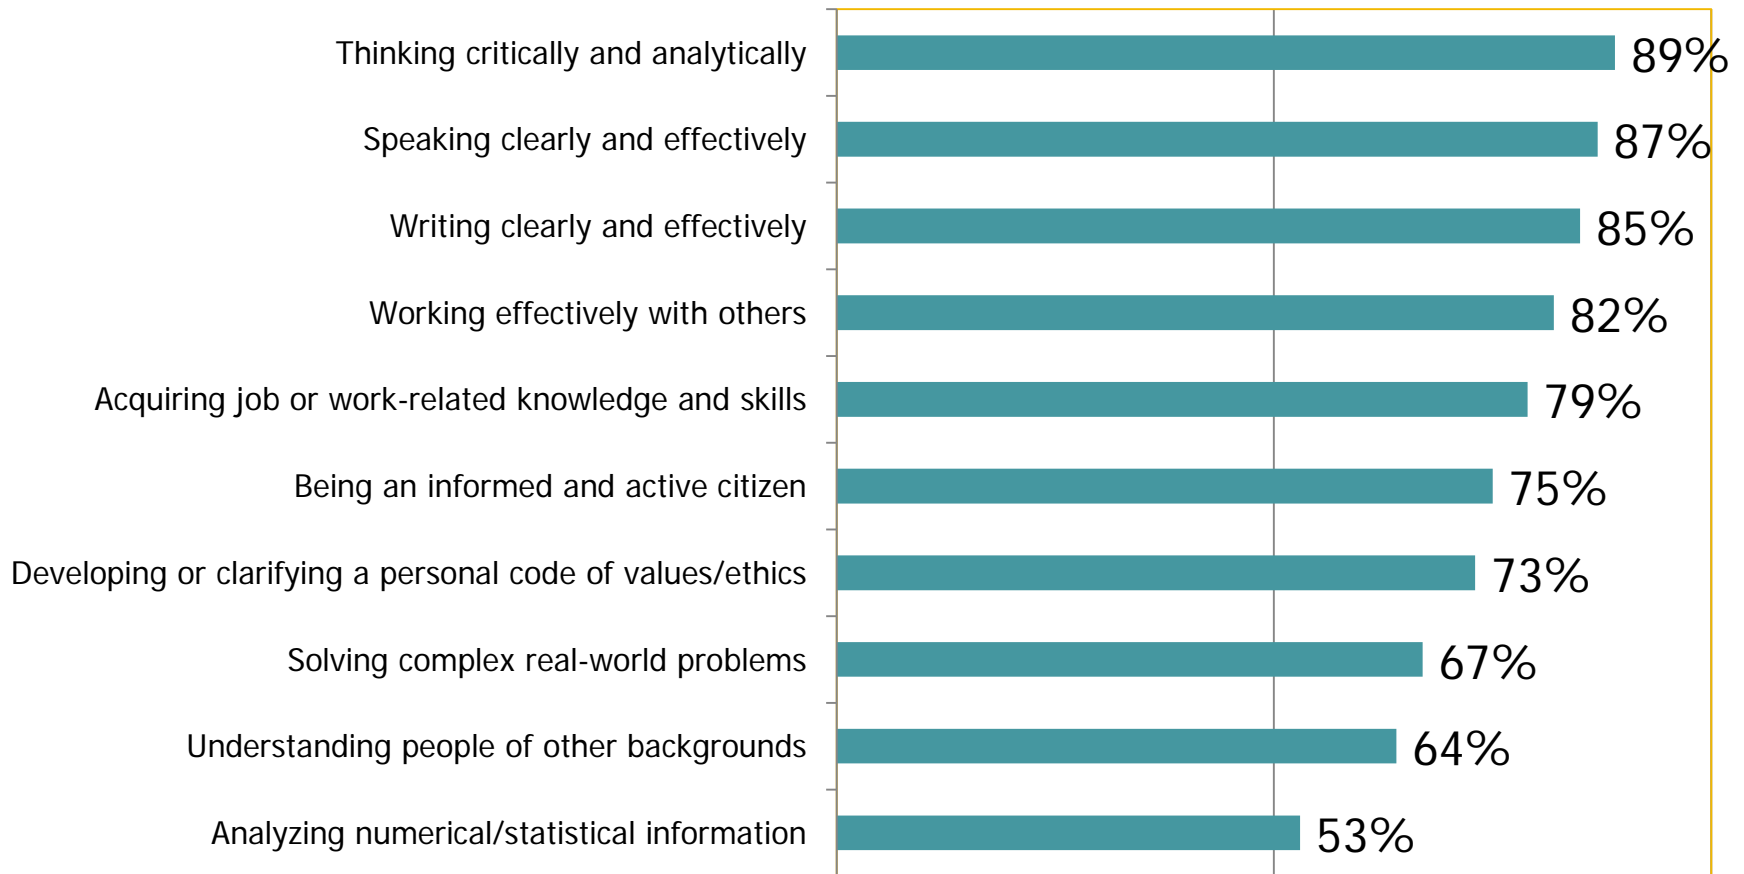 Thinking critically and analytically 89%
Speaking clearly and effectively 87%
Writing clearly and effectively 85%
Working effectively with others 82%
Acquiring job or work-related knowledge and skills 79%
Being an informed and active citizen 75%
Developing or clarifying a personal code of values/ethics 73%
Solving complex real-world problems 67%
Understanding people of other backgrounds 64%
Analyzing numerical/statistical information 53%